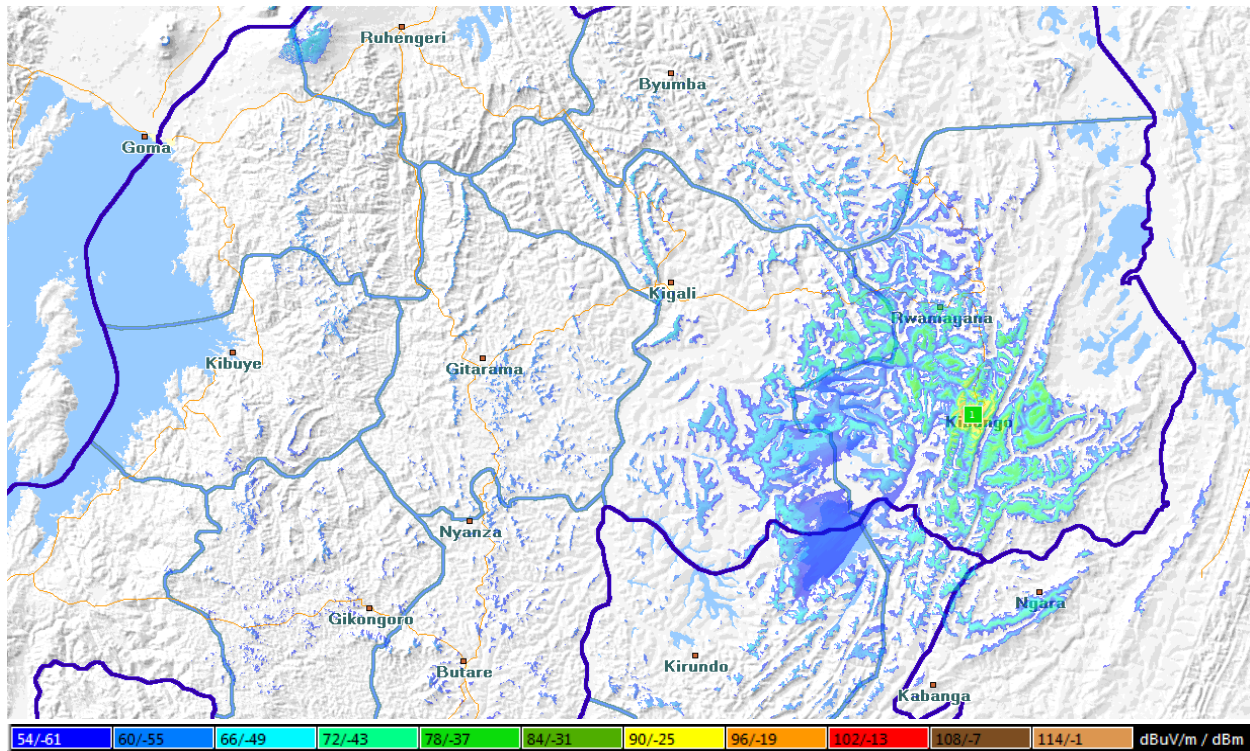 Ruhengeri
Byumba
Goma
Kigali
Rwamagana
Kibuye
Gitarama
1
Kibungo
Nyanza
Ngara
Gikongoro
Kirundo
Butare
Kabanga
54/-61 60/-55 66/-49 72/-43 78/-37 84/-31 90/-25 96/-19 102/-13 108/-7 114/-1 dBuV/m / dBm